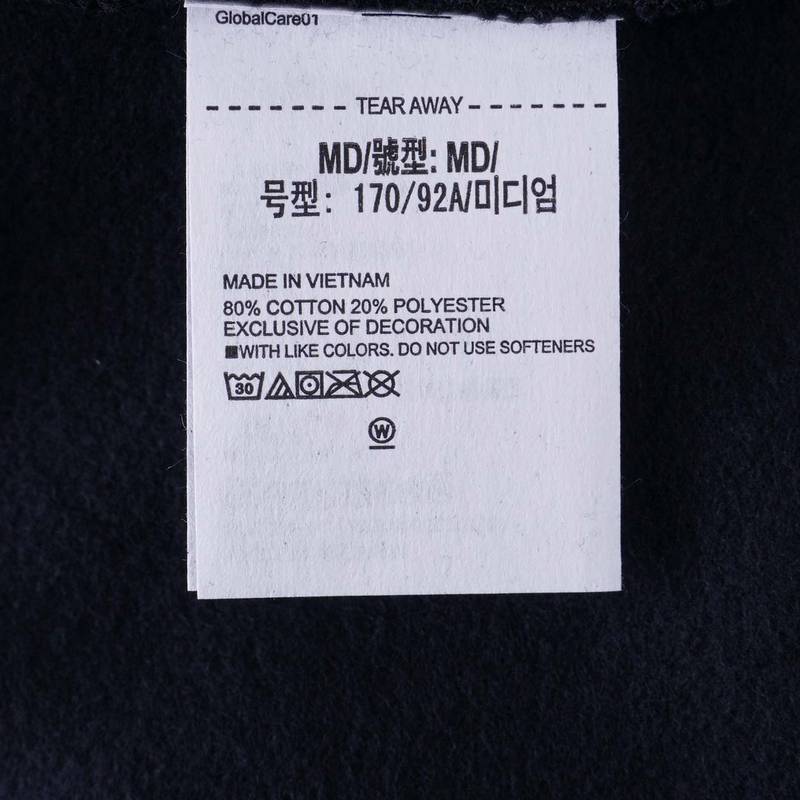 GlobalCare01
TEAR AWAY
MD/號型: MD/
号型: 170/92A/미디엄
MADE IN VIETNAM
80% COTTON 20% POLYESTER
EXCLUSIVE OF DECORATION
WITH LIKE COLORS. DO NOT USE SOFTENERS
30
W